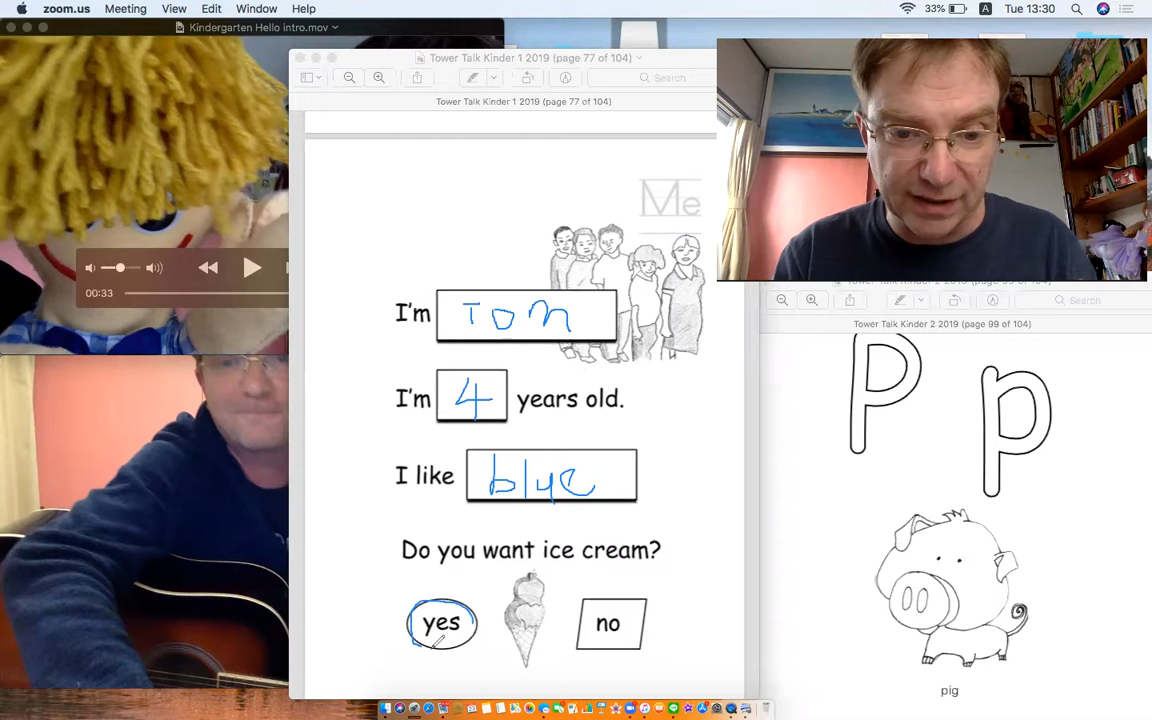 zoom.us Meeting View Edit Window Help 33% A Tue 13:30
Kindergarten Hello intro.mov
Tower Talk Kinder 1 2019 (page 77 of 104)
Search
Tower Talk Kinder 1 2019 (page 77 of 104)
Me
00:33
I'm Tom
I'm 4 years old.
I like blue
Do you want ice cream?
yes no
Search
Tower Talk Kinder 2 2019 (page 99 of 104)
P p
pig